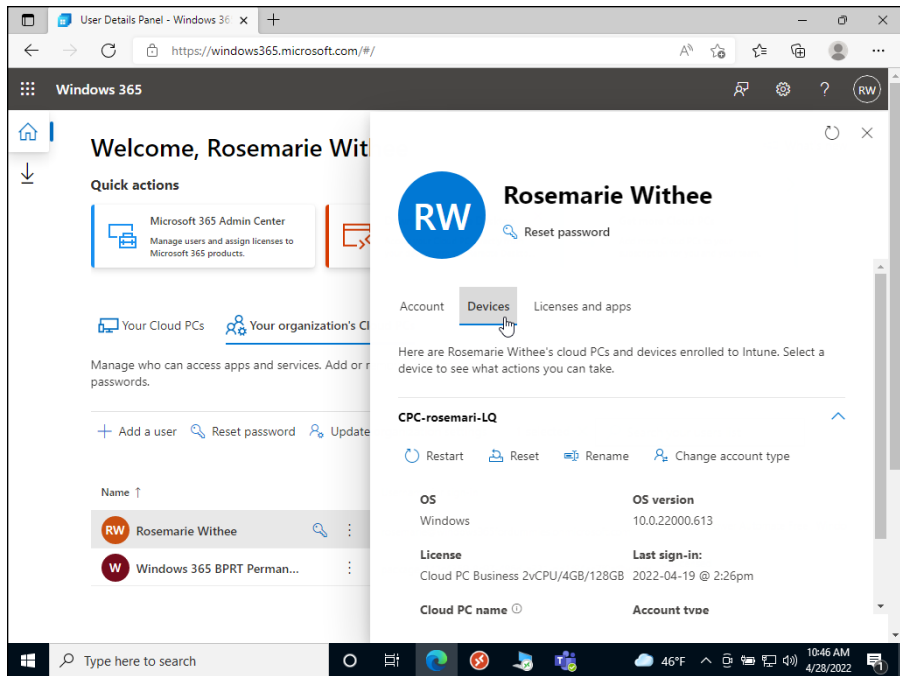 User Details Panel - Windows 36
https://windows365.microsoft.com/#/
Windows 365
RW
Welcome, Rosemarie Wit
Quick actions
Microsoft 365 Admin Center
Manage users and assign licenses to
Microsoft 365 products.
Your Cloud PCs
Your organization's Cl
Manage who can access apps and services. Add or r
passwords.
Add a user
Reset password
Update
Name ↑
RW
Rosemarie Withee
W
Windows 365 BPRT Perman...
RW
Rosemarie Withee
Reset password
Account
Devices
Licenses and apps
Here are Rosemarie Withee's cloud PCs and devices enrolled to Intune. Select a
device to see what actions you can take.
CPC-rosemari-LQ
Restart
Reset
Rename
Change account type
OS
Windows
OS version
10.0.22000.613
License
Cloud PC Business 2vCPU/4GB/128GB
Last sign-in:
2022-04-19 @ 2:26pm
Cloud PC name
Account type
Type here to search
46°F
10:46 AM
4/28/2022
1